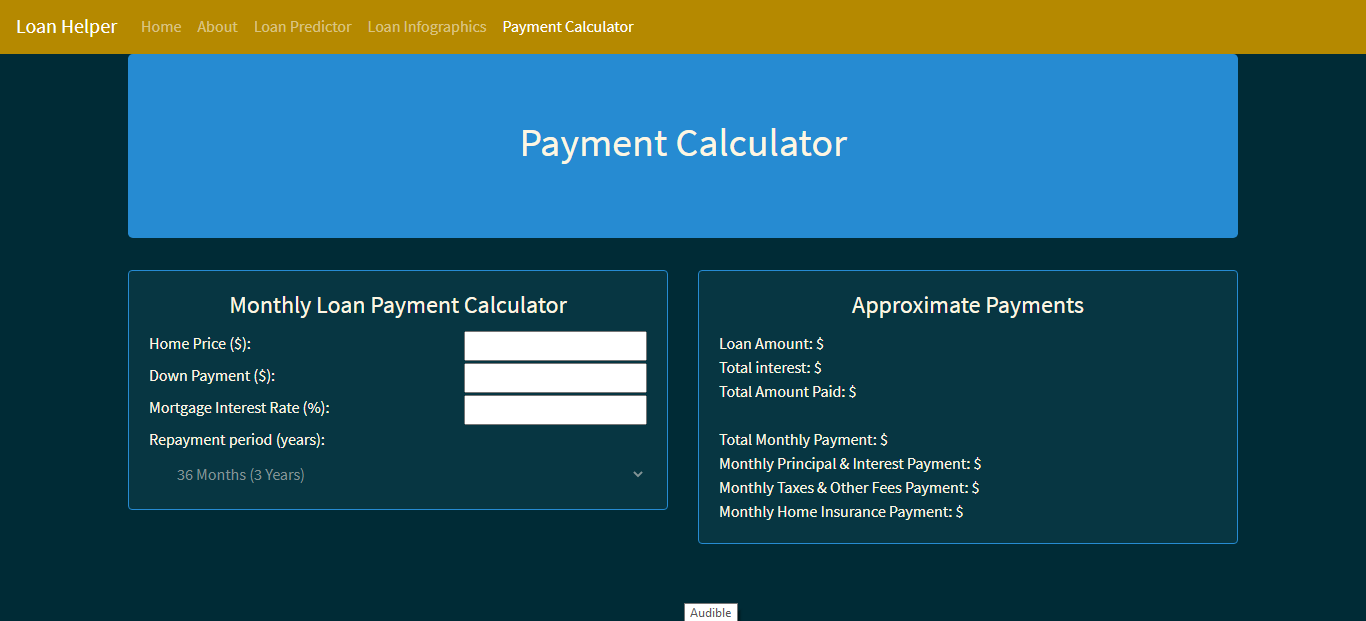 Loan Helper Home About Loan Predictor Loan Infographics Payment Calculator
Payment Calculator
Monthly Loan Payment Calculator
Home Price ($):
Down Payment ($):
Mortgage Interest Rate (%):
Repayment period (years):
36 Months (3 Years)
Approximate Payments
Loan Amount: $
Total interest: $
Total Amount Paid: $
Total Monthly Payment: $
Monthly Principal & Interest Payment: $
Monthly Taxes & Other Fees Payment: $
Monthly Home Insurance Payment: $
Audible